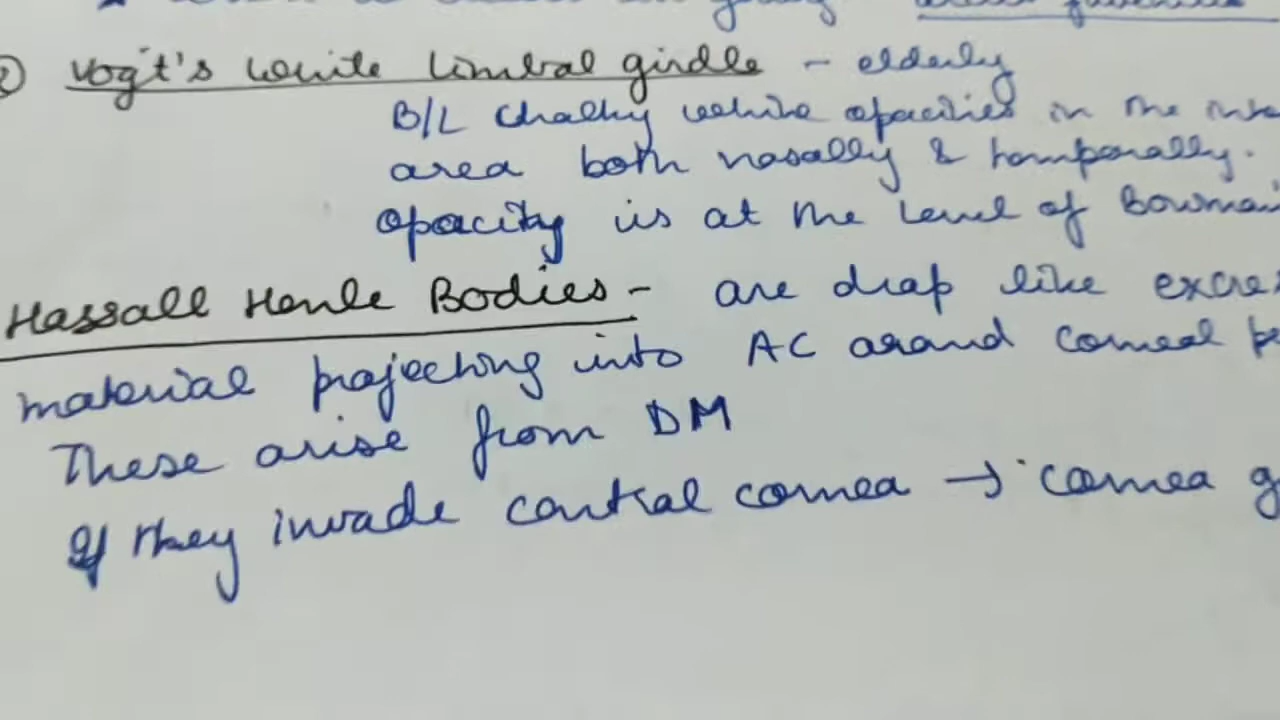 Vogt's White limbal girdle - elderly
B/L Chalky white opacities in the
area both nasally & temporally.
opacity is at the level of
Hassall Henle Bodies - are drop like
material projecting into AC around corneal
These arise from DM
If they invade central cornea → cornea